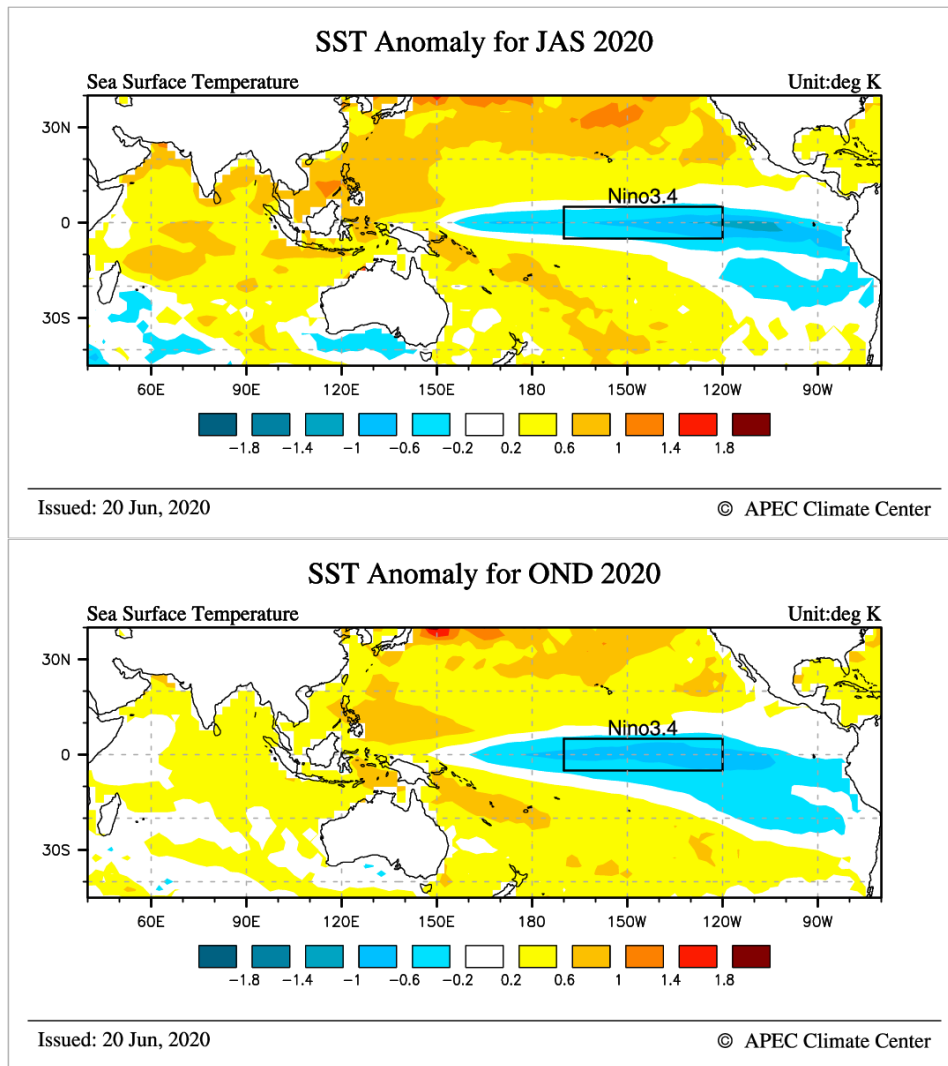 SST Anomaly for JAS 2020
Sea Surface Temperature Unit:deg K
30N
Nino3.4
0
30S
60E 90E 120E 150E 180 150W 120W 90W
−1.8 −1.4 −1 −0.6 −0.2 0.2 0.6 1 1.4 1.8
Issued: 20 Jun, 2020 © APEC Climate Center
SST Anomaly for OND 2020
Sea Surface Temperature Unit:deg K
30N
Nino3.4
0
30S
60E 90E 120E 150E 180 150W 120W 90W
−1.8 −1.4 −1 −0.6 −0.2 0.2 0.6 1 1.4 1.8
Issued: 20 Jun, 2020 © APEC Climate Center